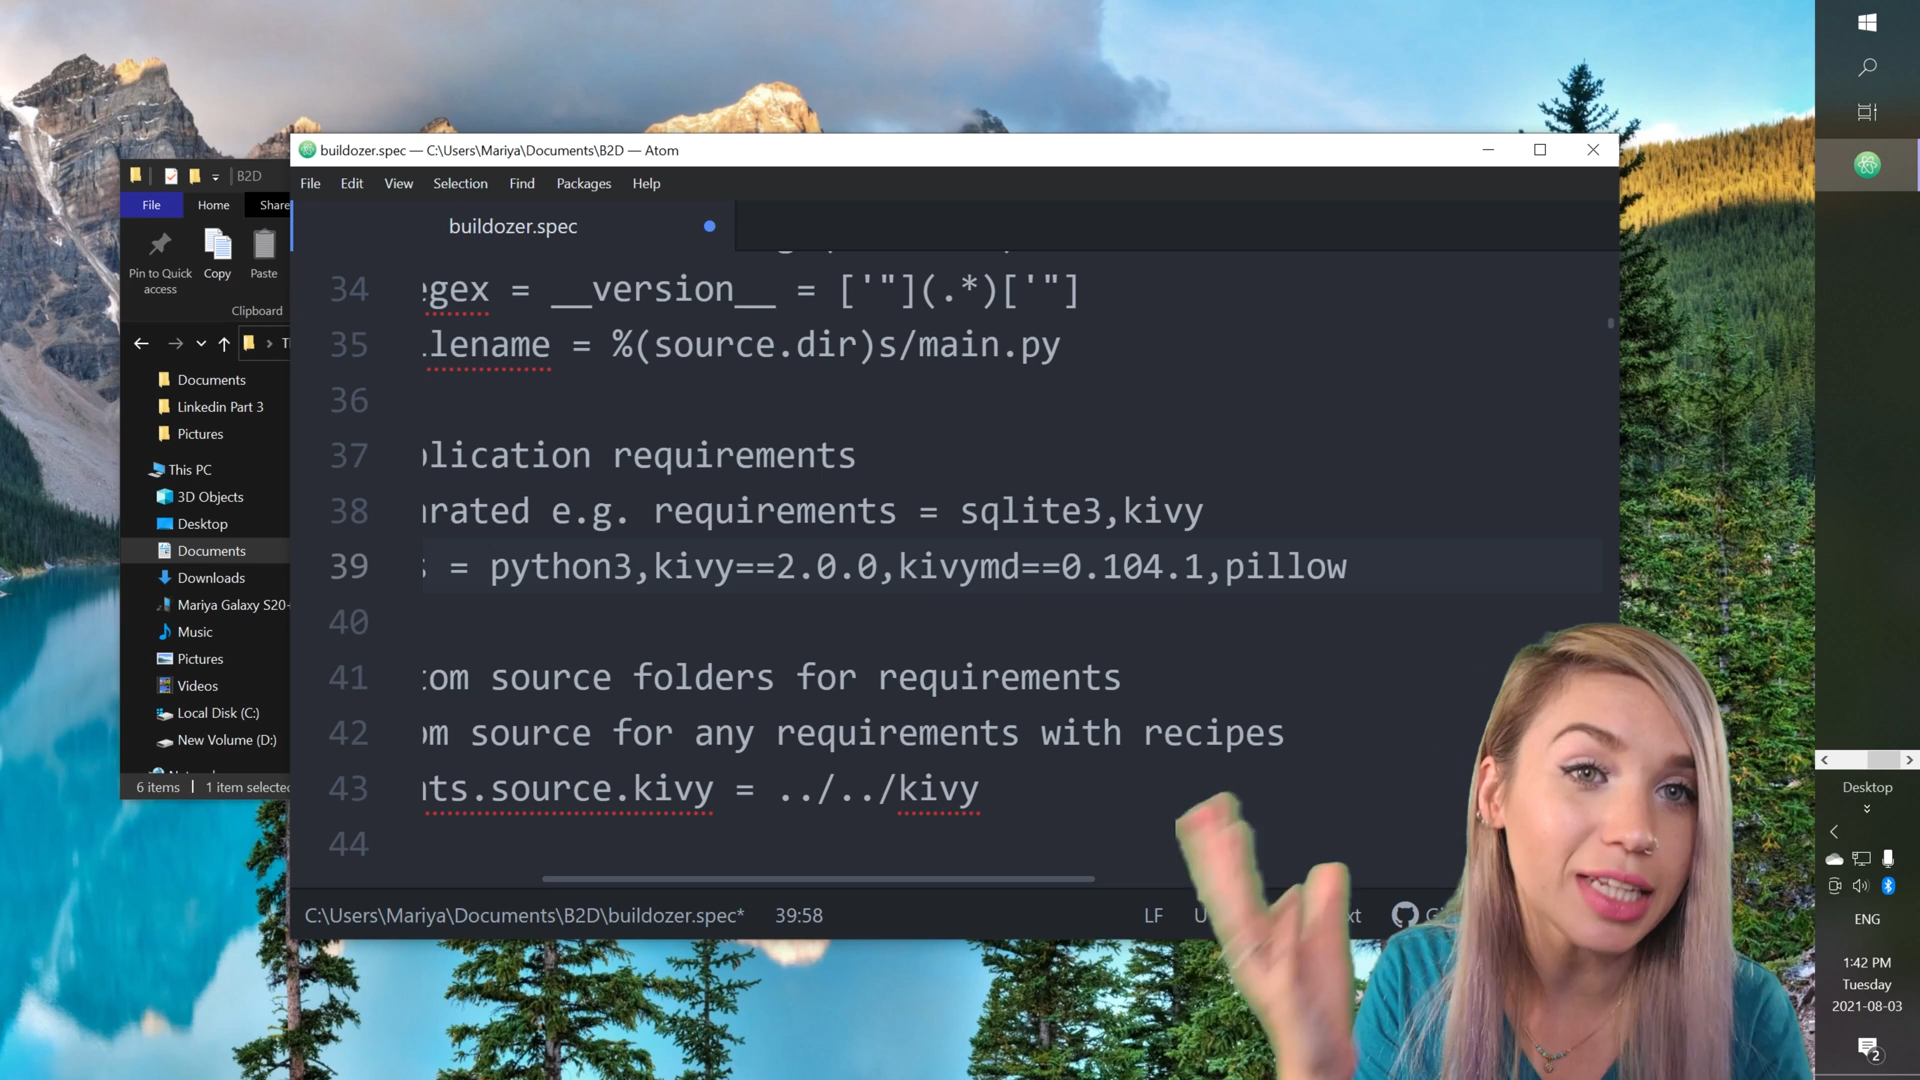 buildozer.spec — C:\Users\Mariya\Documents\B2D — Atom
File Edit View Selection Find Packages Help
buildozer.spec
34 egex = __version__ = ['"](.*)['"]
35 lename = %(source.dir)s/main.py
36
37 lication requirements
38 rated e.g. requirements = sqlite3,kivy
39 s = python3,kivy==2.0.0,kivymd==0.104.1,pillow
40
41 tom source folders for requirements
42 om source for any requirements with recipes
43 nts.source.kivy = ../../kivy
44
C:\Users\Mariya\Documents\B2D\buildozer.spec* 39:58
LF
B2D
File Home Share
Pin to Quick access
Copy
Paste
Clipboard
Documents
Linkedin Part 3
Pictures
This PC
3D Objects
Desktop
Documents
Downloads
Mariya Galaxy S20
Music
Pictures
Videos
Local Disk (C:)
New Volume (D:)
6 items 1 item selected
Desktop
ENG
1:42 PM
Tuesday
2021-08-03
2